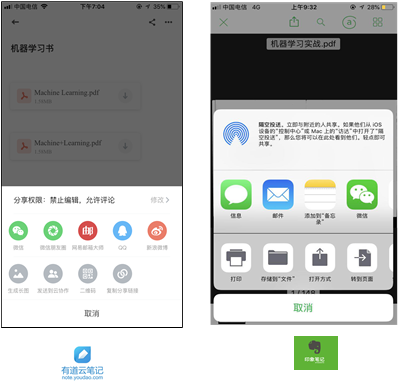 中国电信
下午7:04
31%
机器学习书
Machine Learning.pdf
Machine+Learning.pdf
分享权限：禁止编辑，允许评论
修改 >
微信
微信朋友圈
网易邮箱大师
QQ
新浪微博
生成长图
发送到云协作
二维码
复制分享链接
取消
有道云笔记
note.youdao.com
中国电信 4G
上午9:32
28%
机器学习实战.pdf
隔空投送。立即与附近的人共享。如果他们从 iOS
设备的“控制中心”或 Mac 上的“访达”中打开了“隔
空投送”，那么您将可以在此处看到他们。轻点即可
共享。
信息
邮件
添加到“备忘
录”
微信
打印
存储到“文件”
打开方式
转到页面
取消
印象笔记